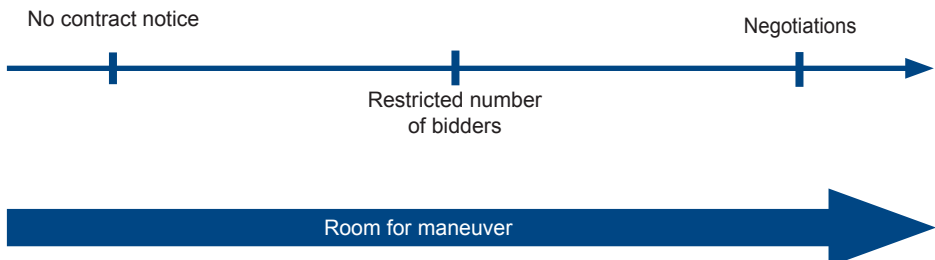 No contract notice
Negotiations
Restricted number
of bidders
Room for maneuver